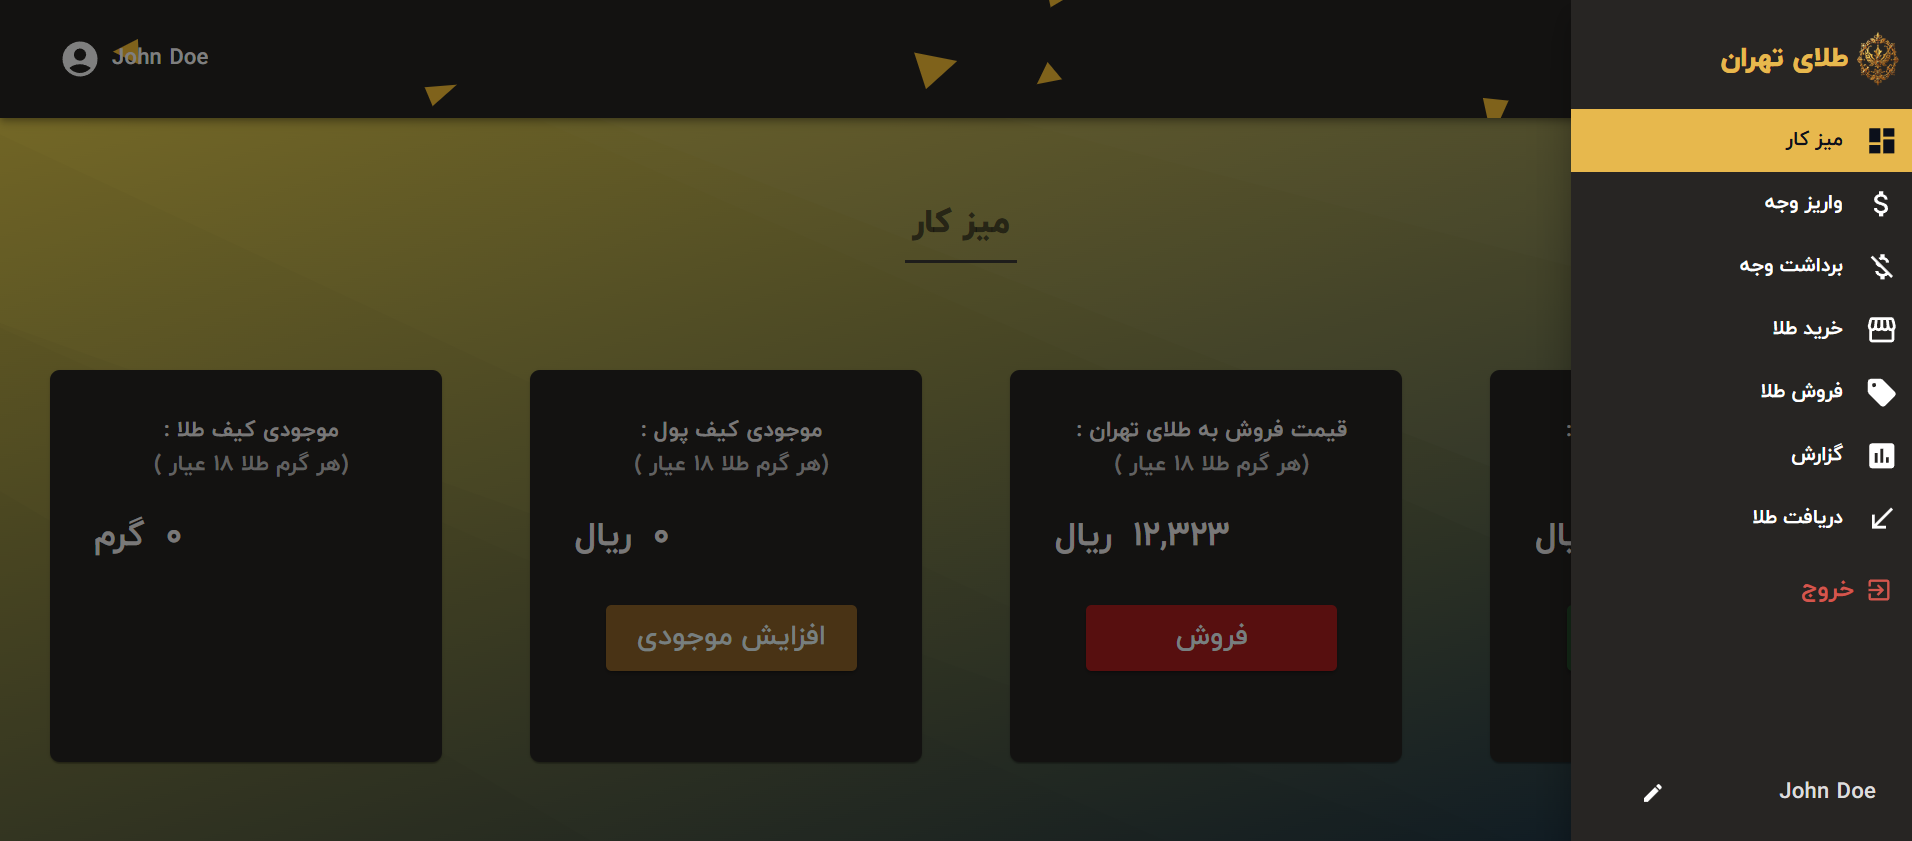 طلای تهران
میز کار
واریز وجه
برداشت وجه
خرید طلا
فروش طلا
گزارش
دریافت طلا
خروج
John Doe
John Doe
میز کار
:
یال
قیمت فروش به طلای تهران :
(هر گرم طلا ۱۸ عیار )
۱۲,۳۲۳ ریال
فروش
موجودی کیف پول :
(هر گرم طلا ۱۸ عیار )
۰ ریال
افزایش موجودی
موجودی کیف طلا :
(هر گرم طلا ۱۸ عیار )
۰ گرم